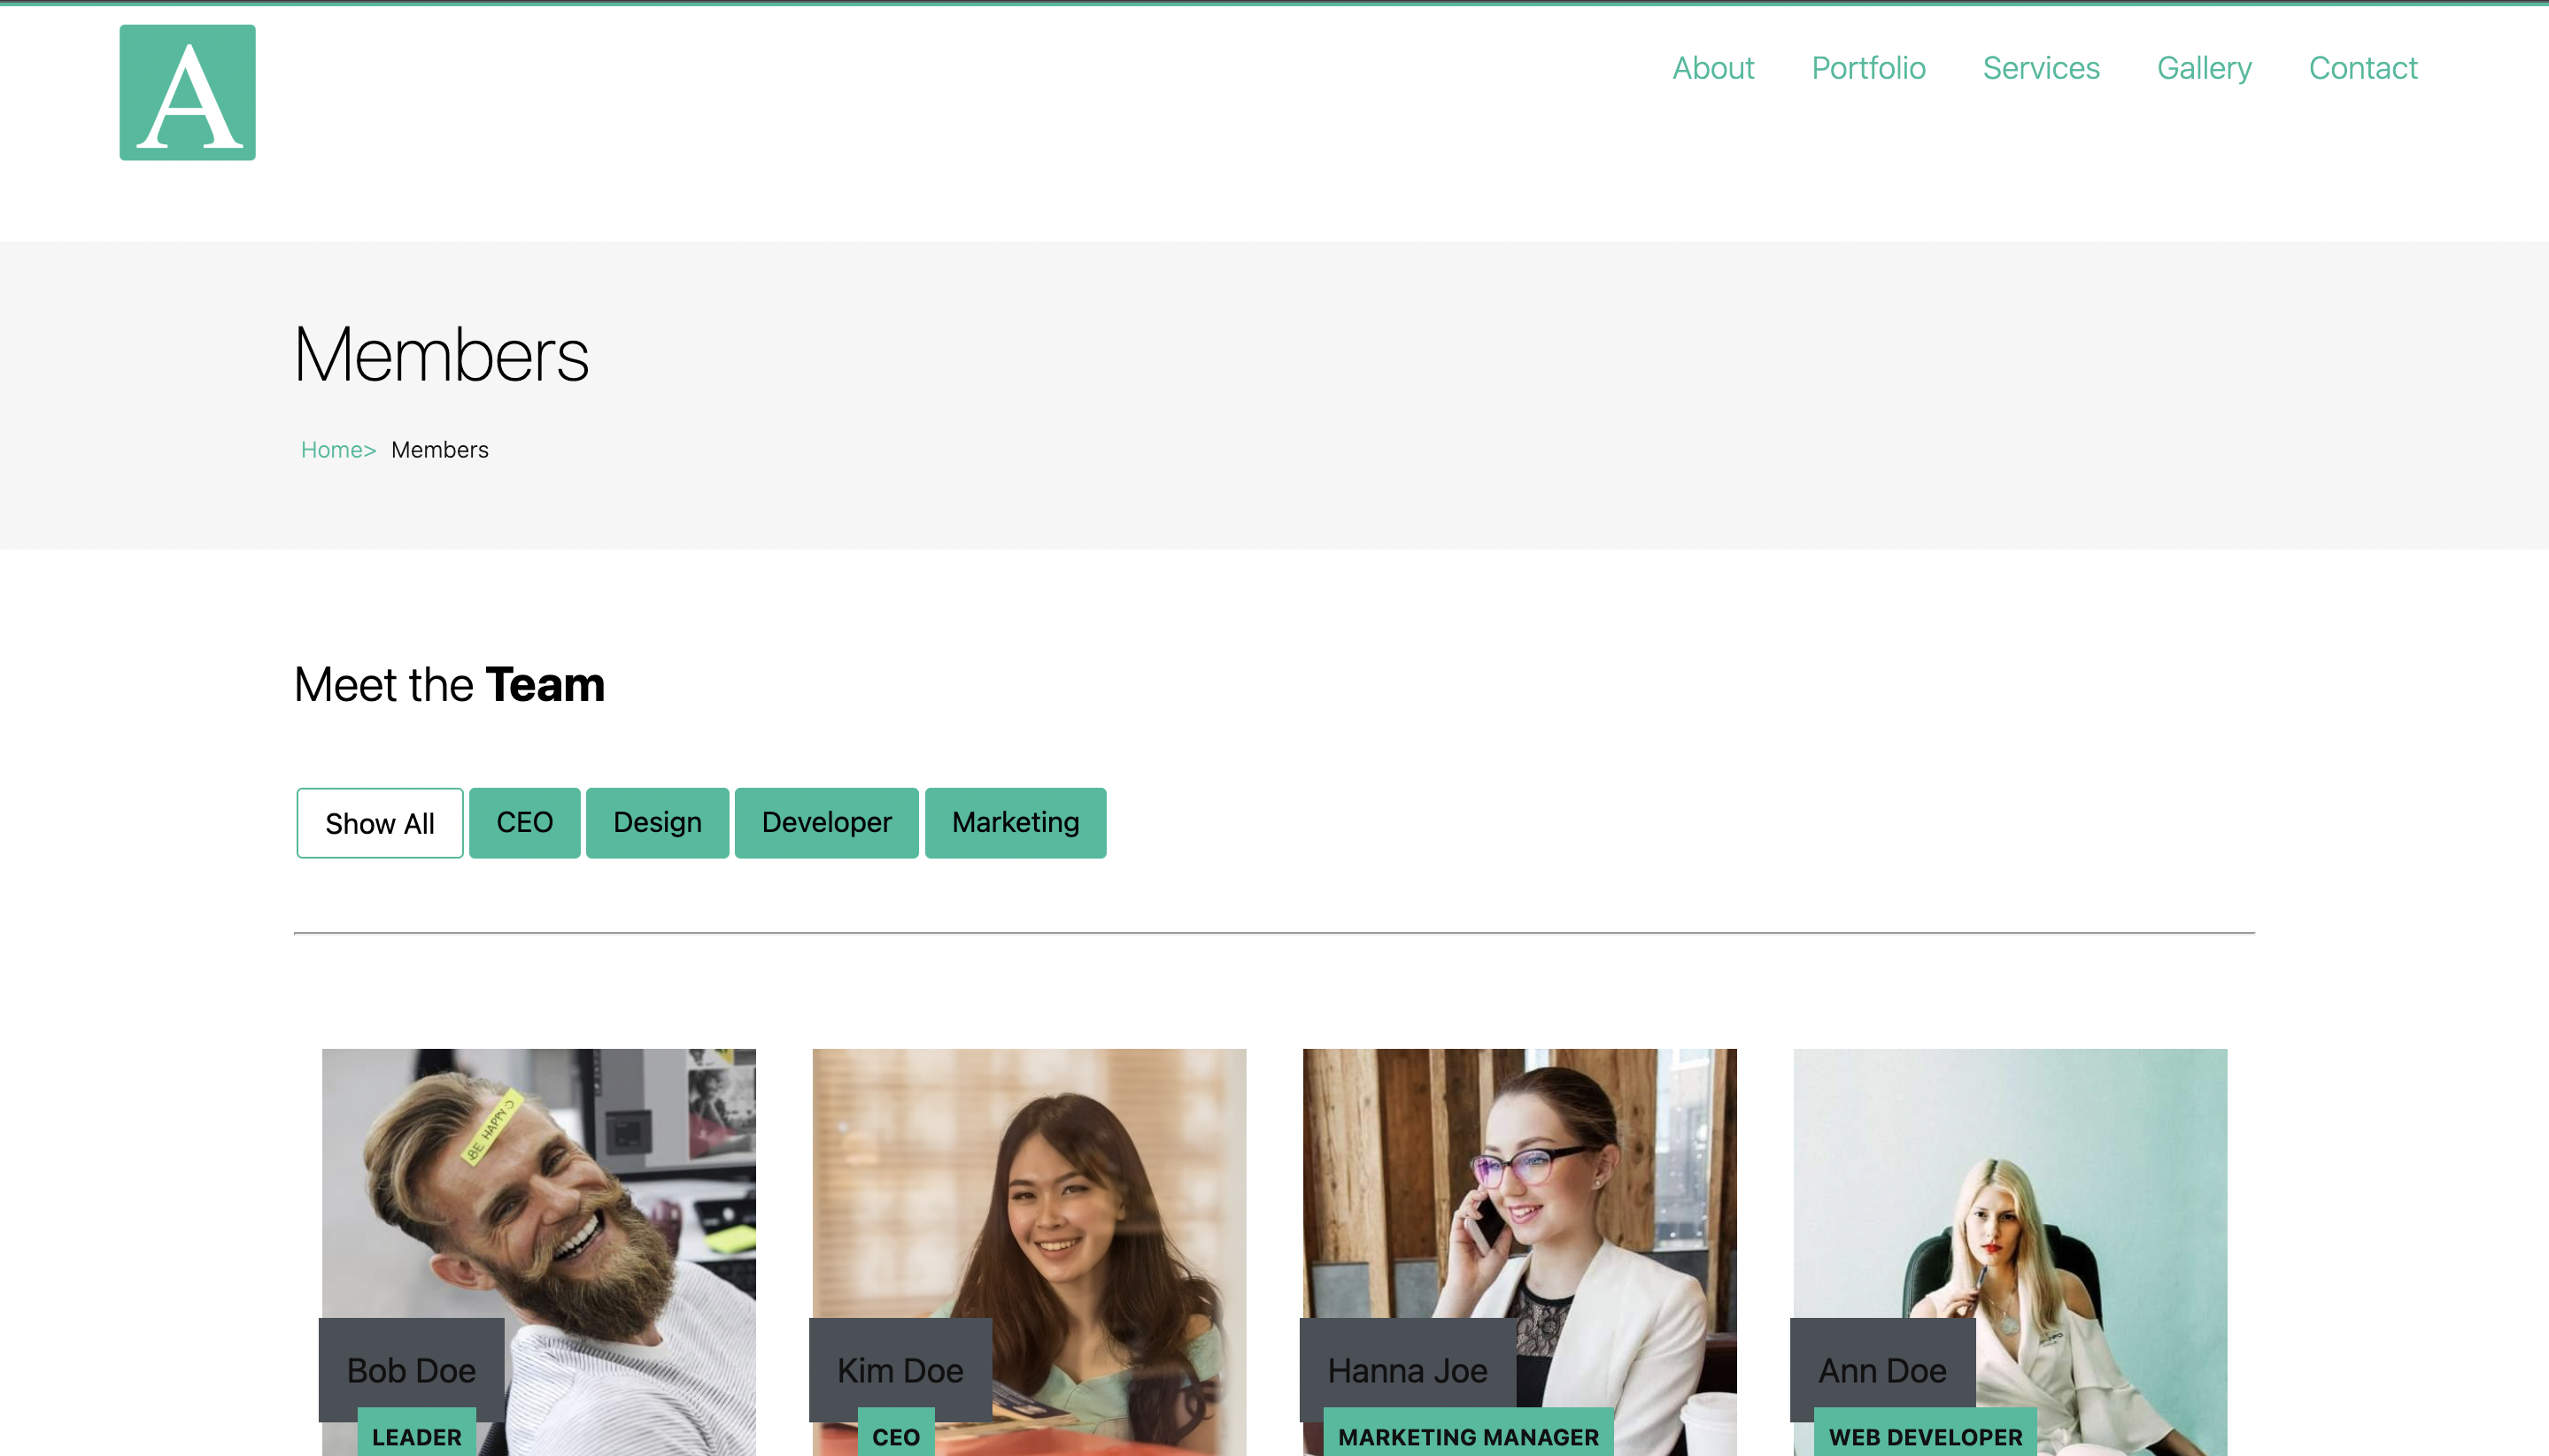 A
About Portfolio Services Gallery Contact
Members
Home> Members
Meet the Team
Show All CEO Design Developer Marketing
BE HAPPY
Bob Doe Kim Doe Hanna Joe Ann Doe
LEADER CEO MARKETING MANAGER WEB DEVELOPER